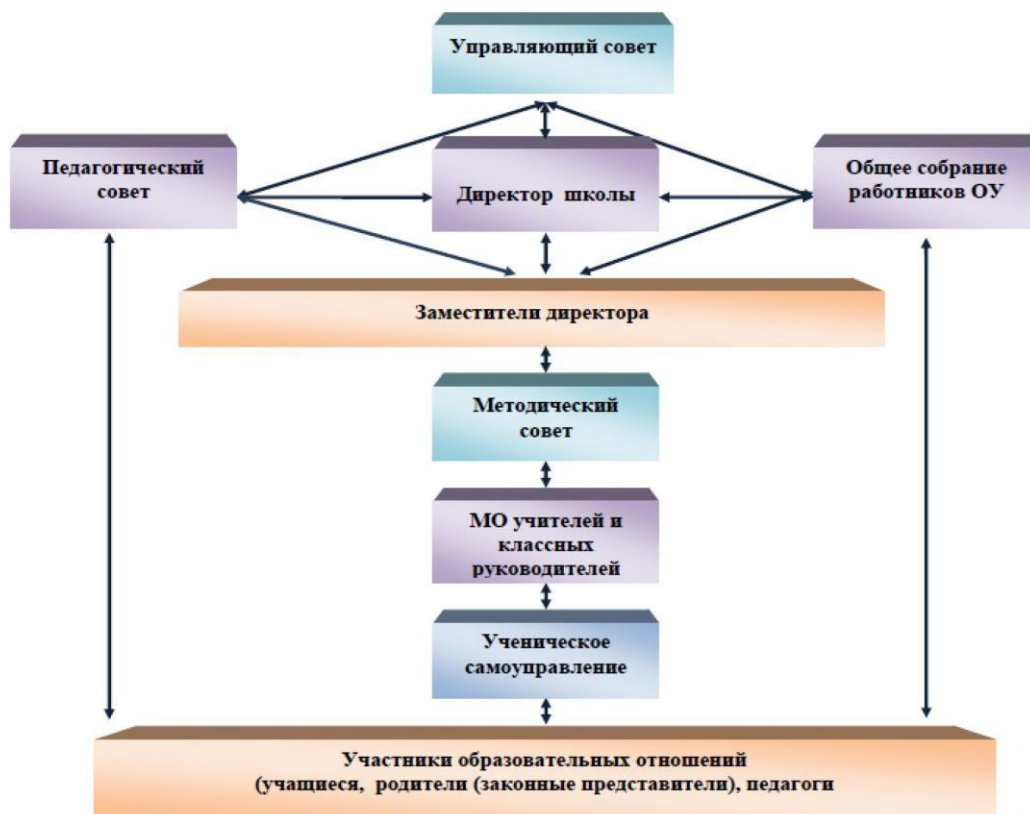 Управляющий совет
Педагогический
совет
Директор школы
Общее собрание
работников ОУ
Заместители директора
Методический
совет
МО учителей и
классных
руководителей
Ученическое
самоуправление
Участники образовательных отношений
(учащиеся, родители (законные представители), педагоги